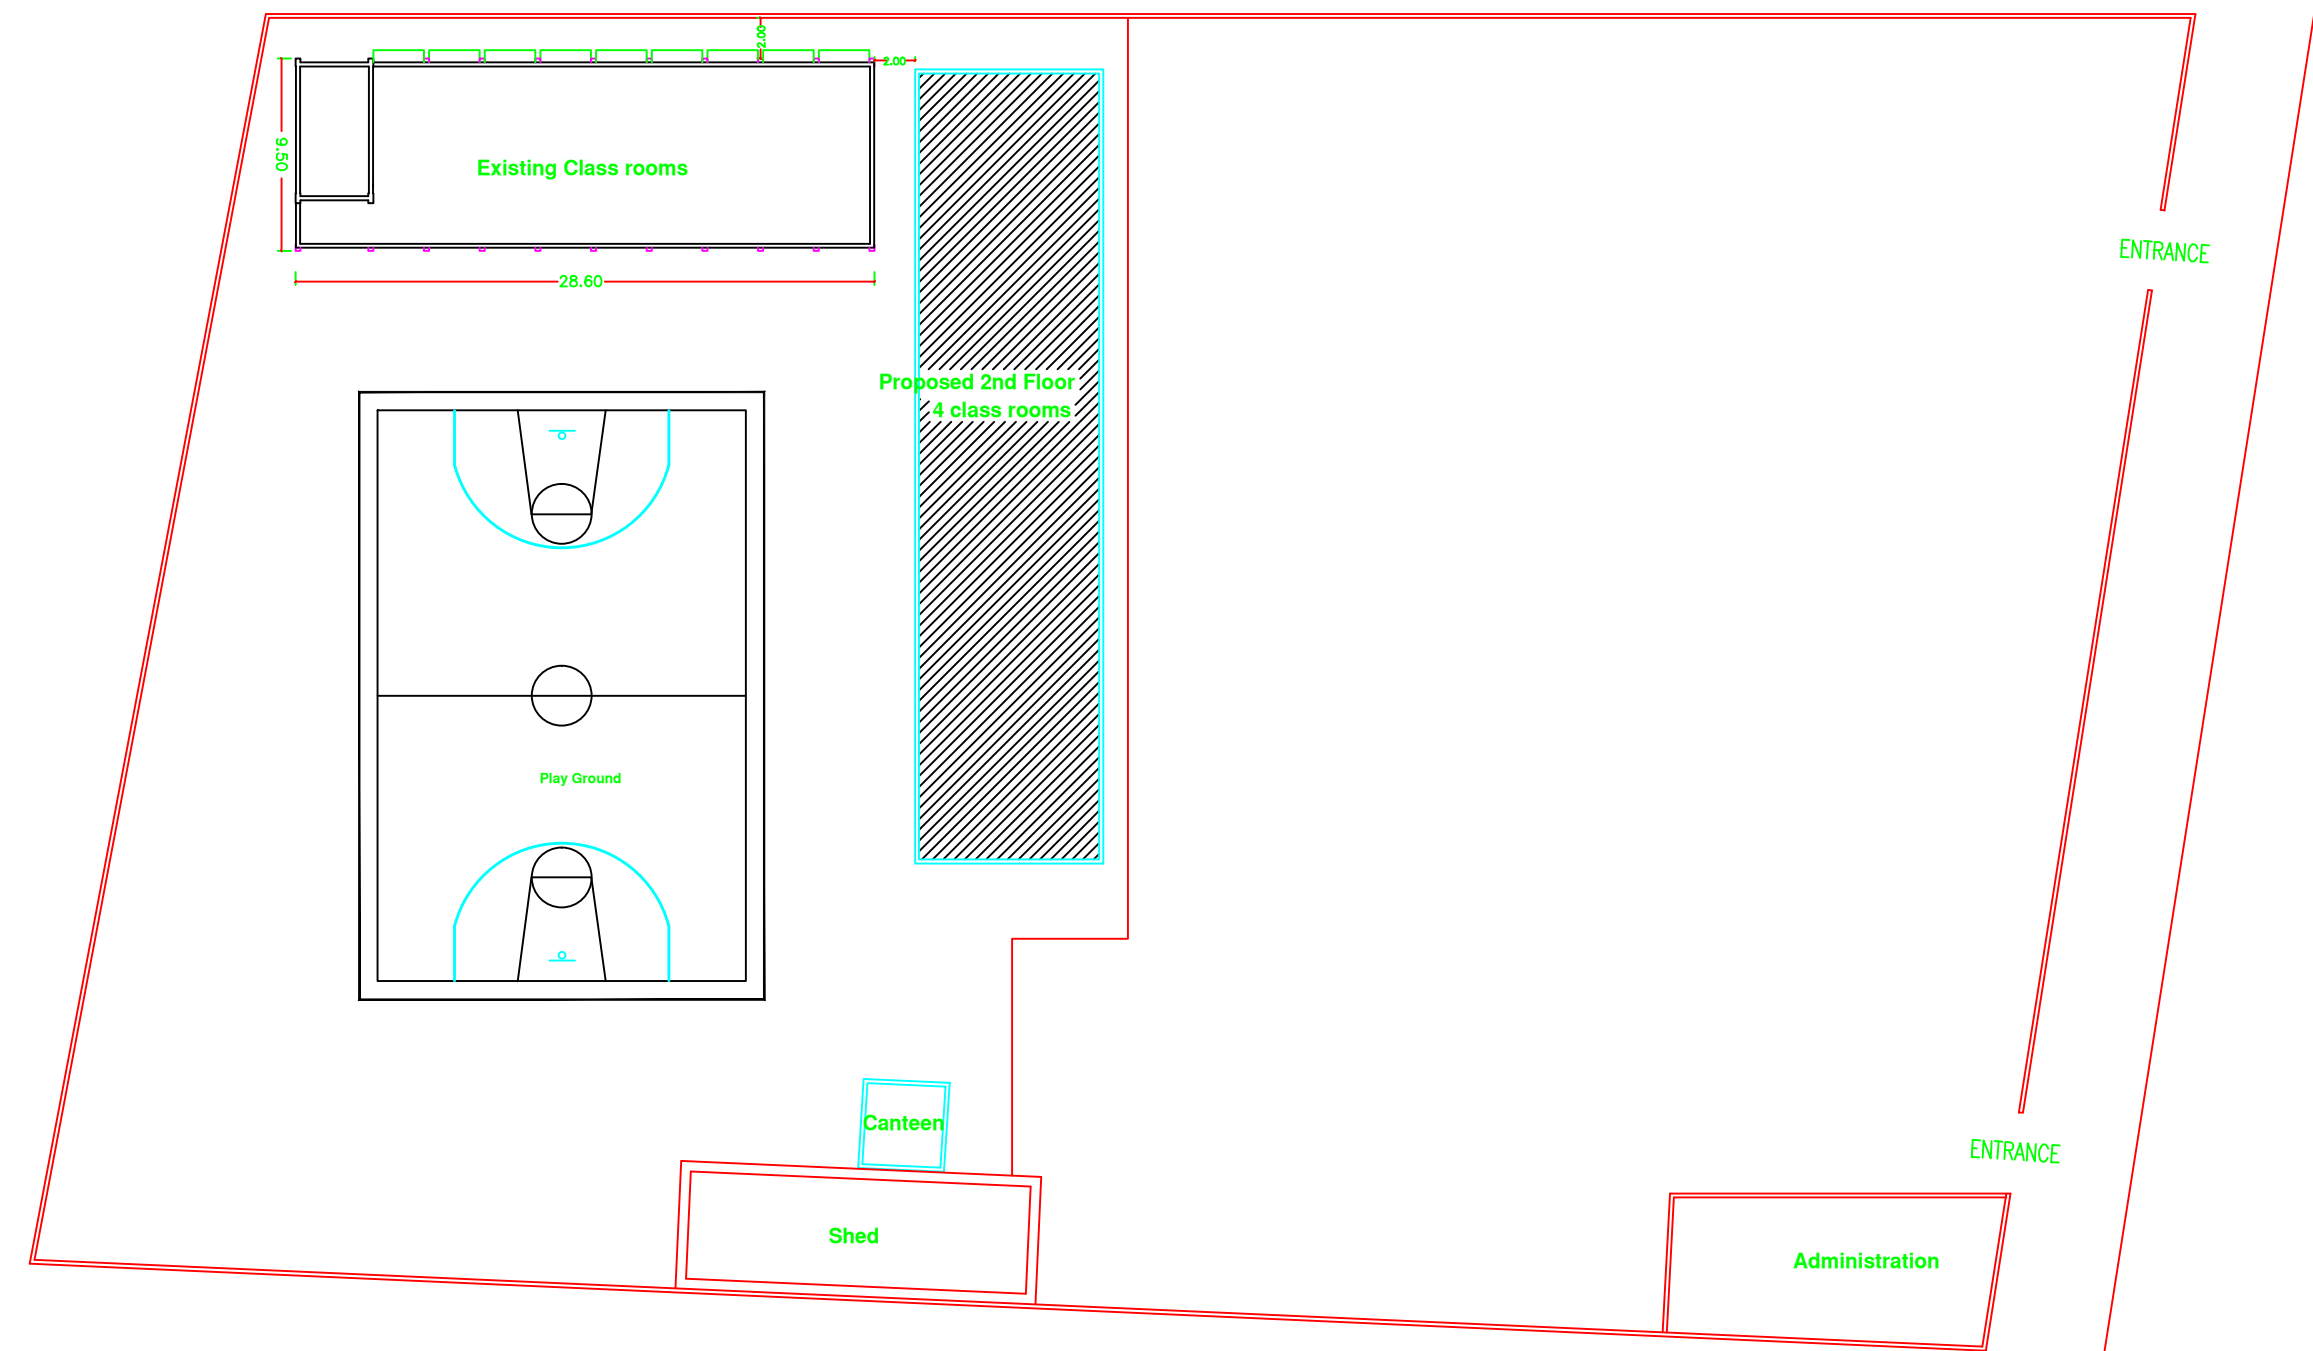 2.00
2.00
9.50
Existing Class rooms
28.60
ENTRANCE
Proposed 2nd Floor
4 class rooms
Play Ground
Canteen
ENTRANCE
Shed
Administration